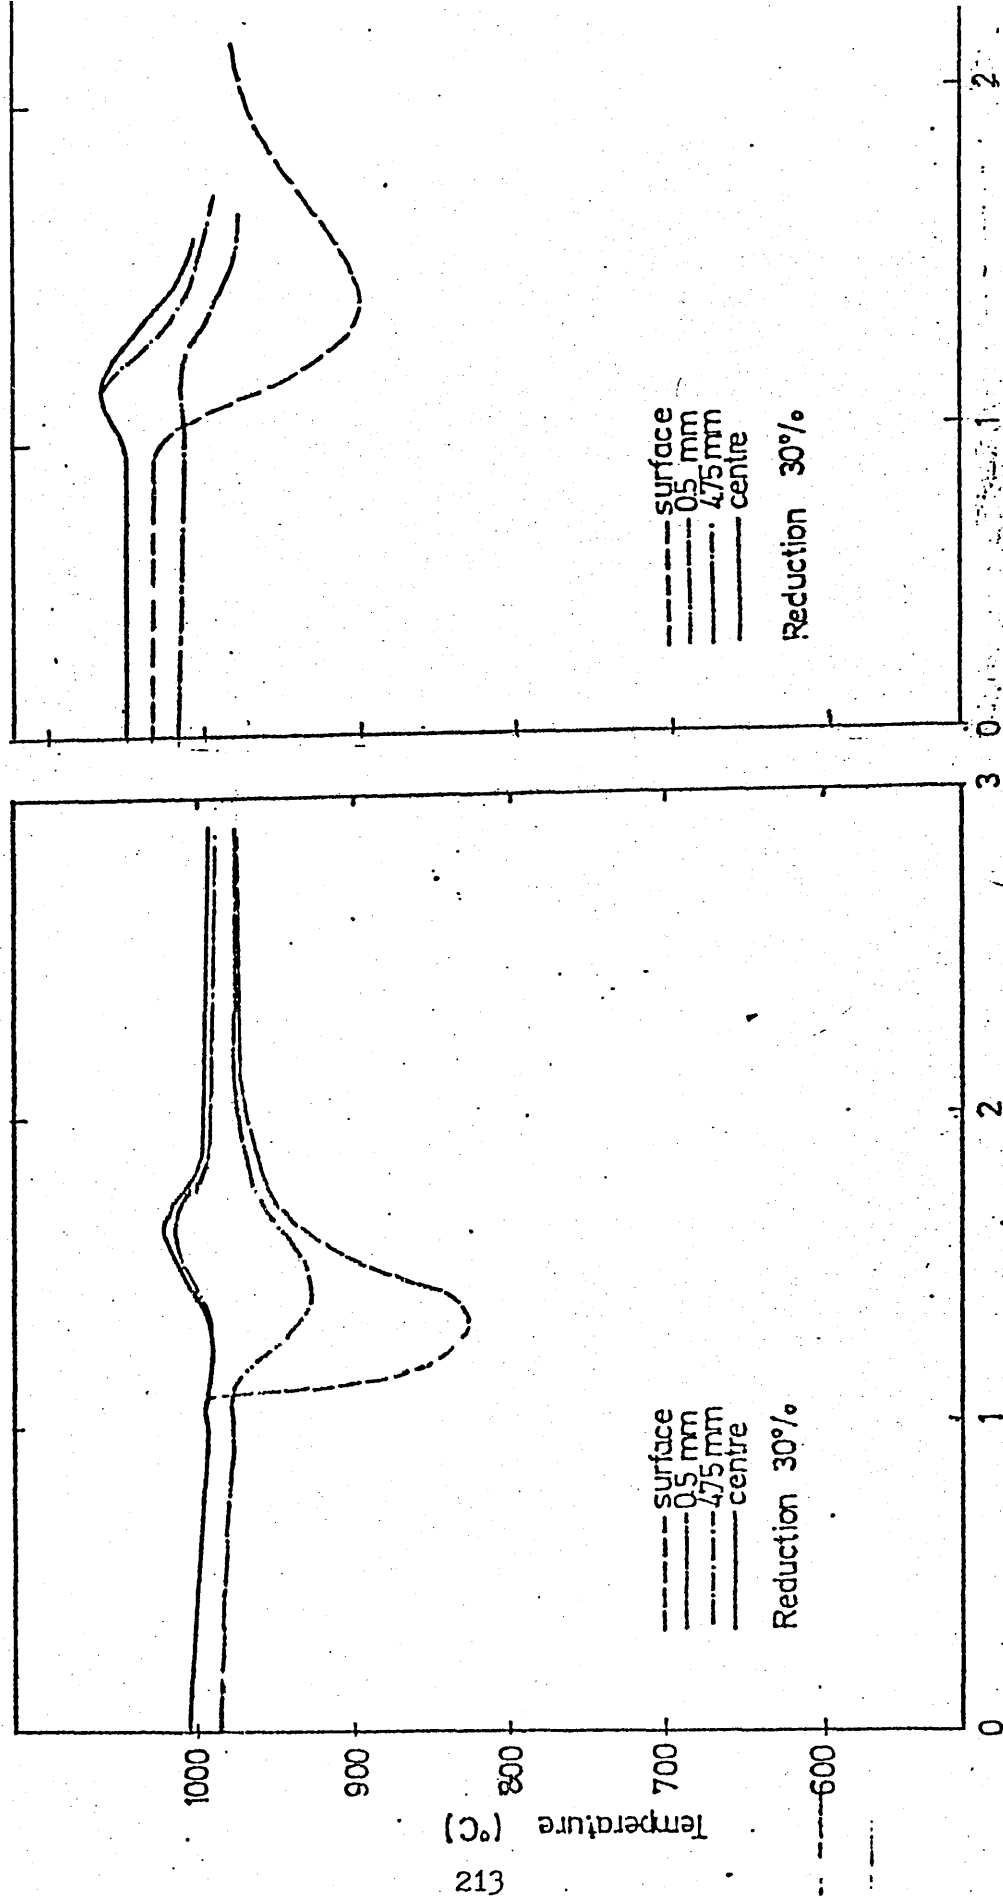 1000
900
800
700
600
Temperature (°C)
surface
0.5 mm
4.75 mm
centre
Reduction 30%
0
1
2
3
surface
0.5 mm
4.75 mm
centre
Reduction 30%
0
1
2
213